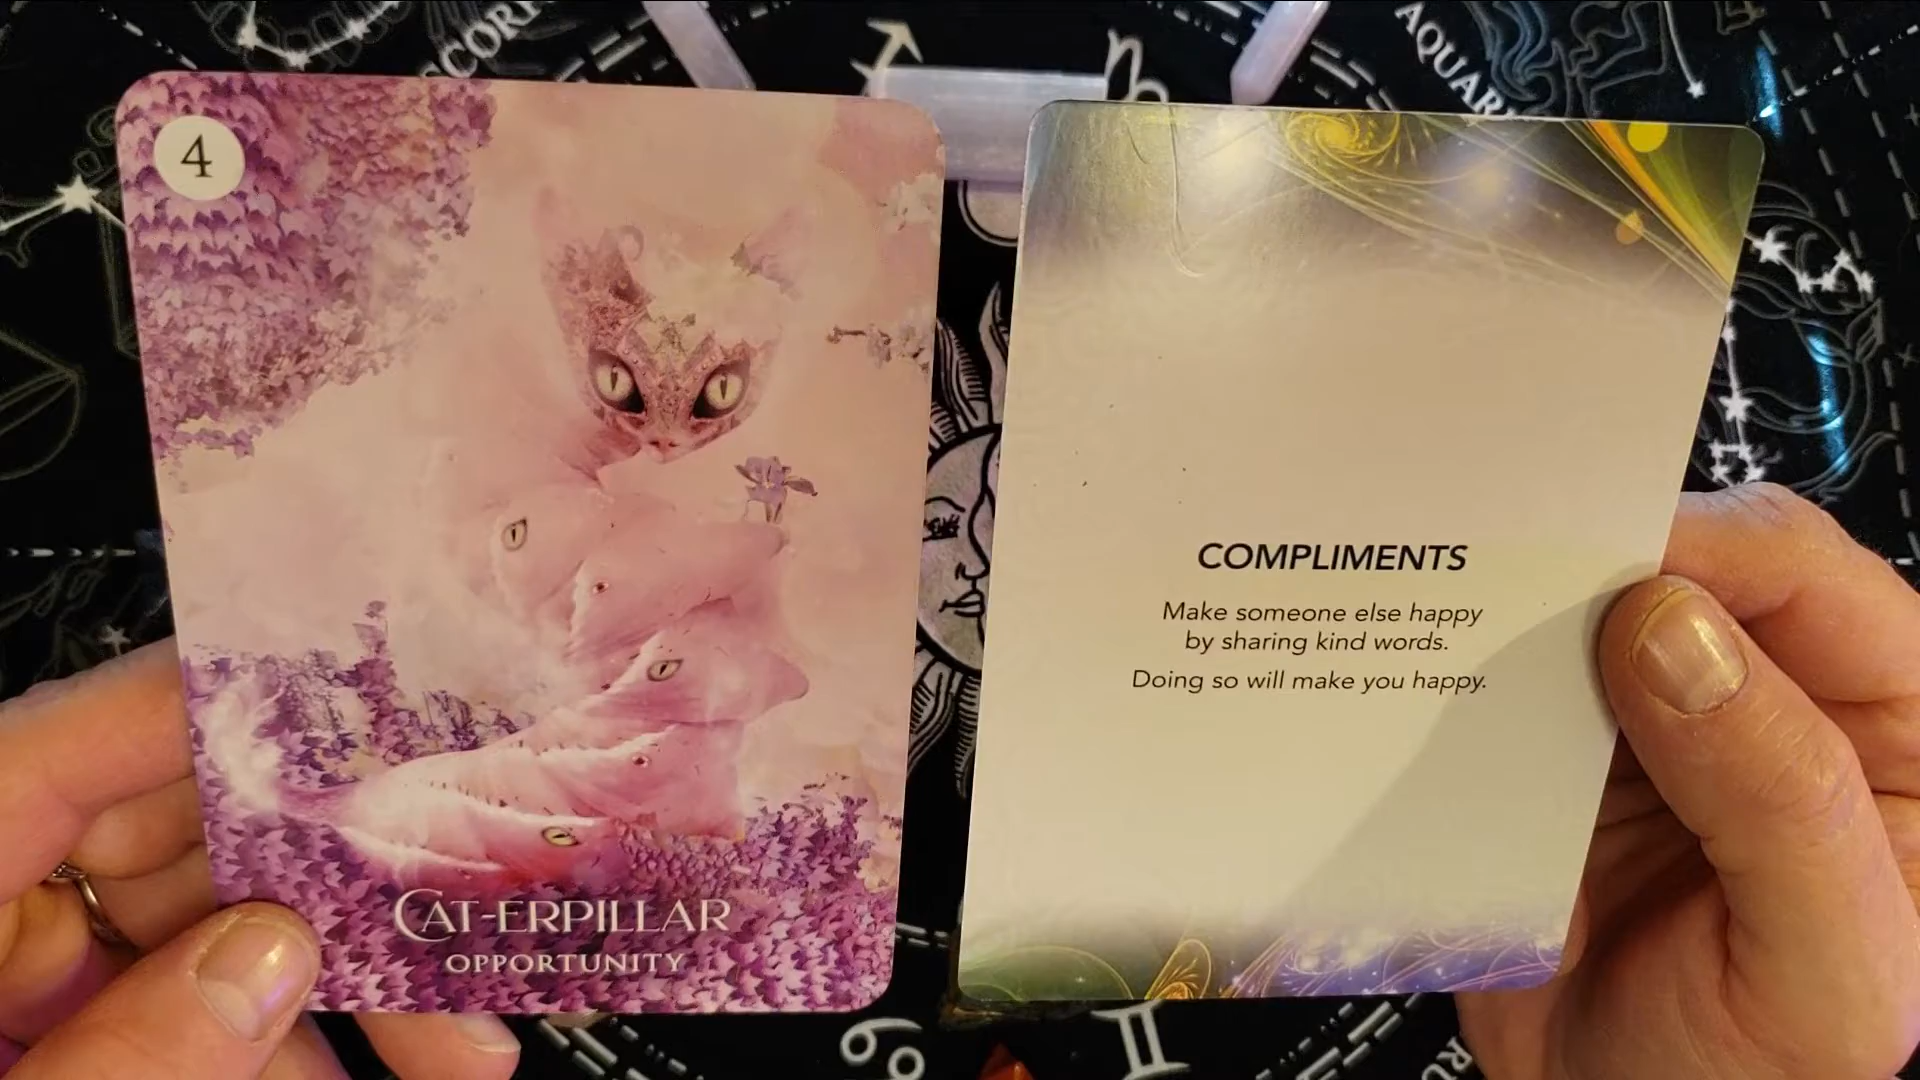 4
CAT-ERPILLAR
OPPORTUNITY
COMPLIMENTS
Make someone else happy
by sharing kind words.
Doing so will make you happy.